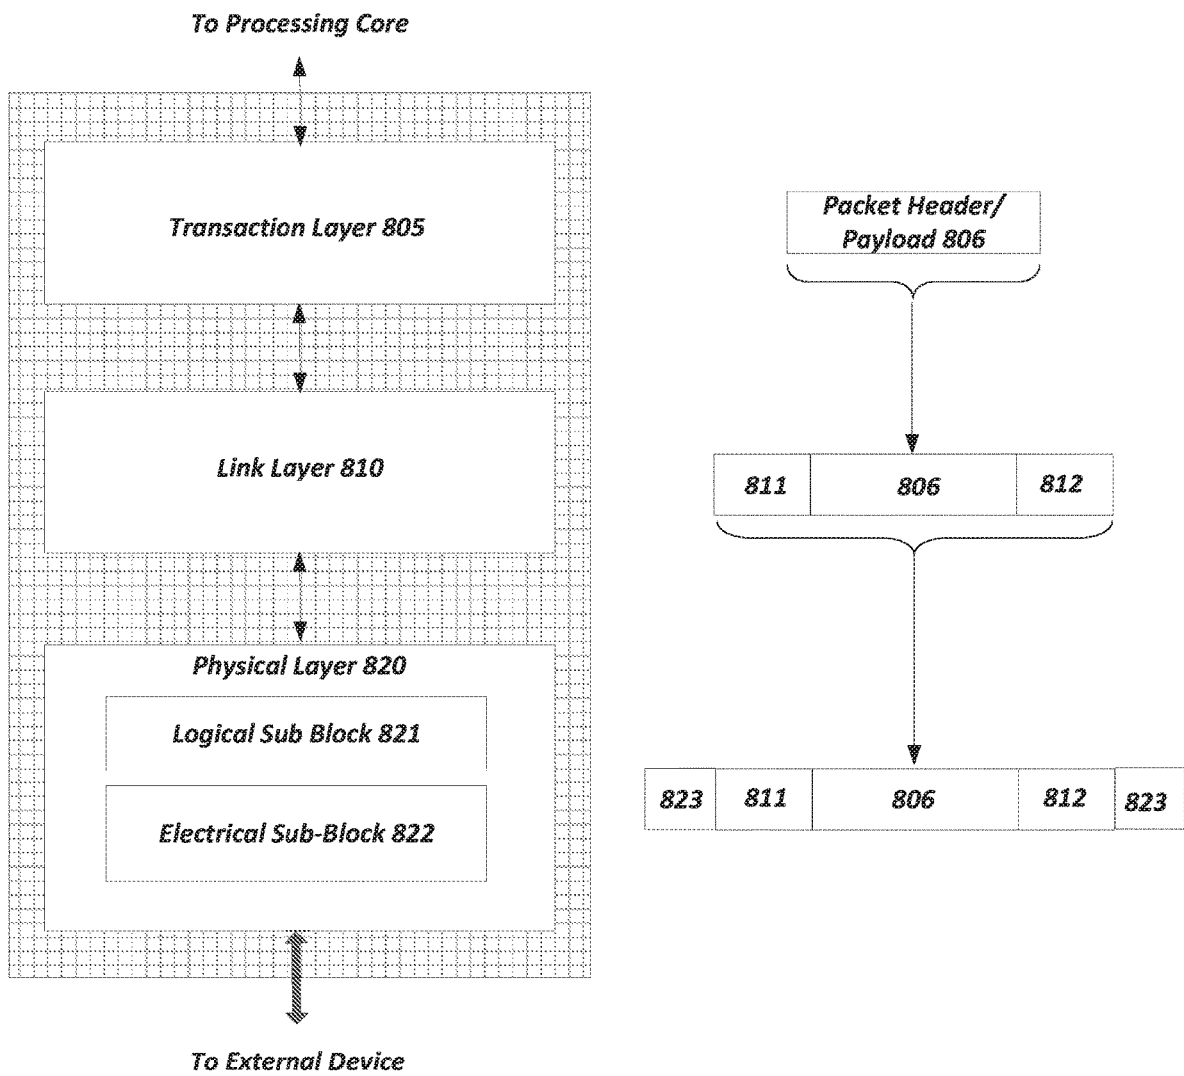 To Processing Core
Transaction Layer 805
Packet Header/
Payload 806
Link Layer 810
811 806 812
Physical Layer 820
Logical Sub Block 821
Electrical Sub-Block 822
823 811 806 812 823
To External Device